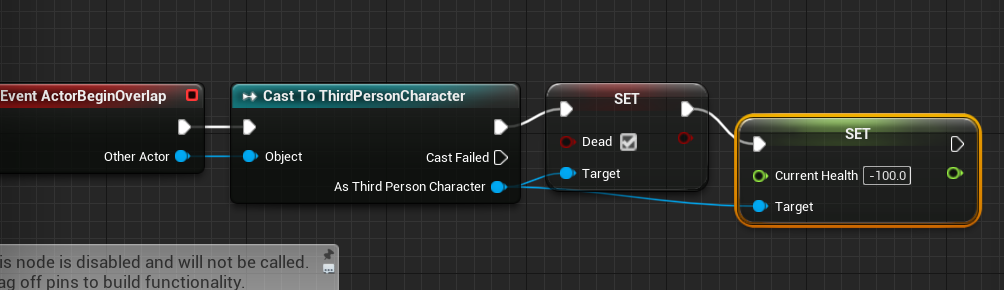 Event ActorBeginOverlap
Other Actor
Cast To ThirdPersonCharacter
Object
Cast Failed
As Third Person Character
SET
Dead
Target
SET
Current Health -100.0
Target
is node is disabled and will not be called.
ag off pins to build functionality.